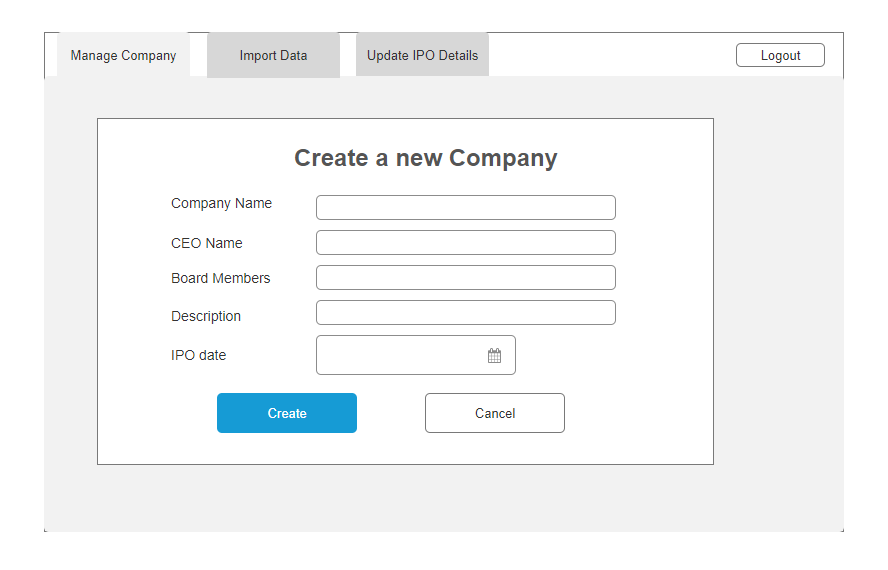 Manage Company
Import Data
Update IPO Details
Logout
Create a new Company
Company Name
CEO Name
Board Members
Description
IPO date
Create
Cancel